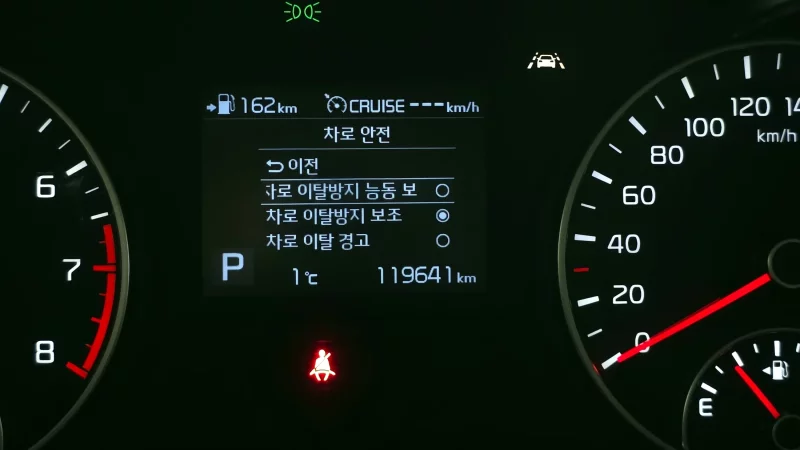 162km CRUISE ---km/h
차로 안전
이전
차로 이탈방지 능동 보
차로 이탈방지 보조
차로 이탈 경고
P 1℃ 119641km
6
7
8
14
120
100
80
60
40
20
0
km/h
E